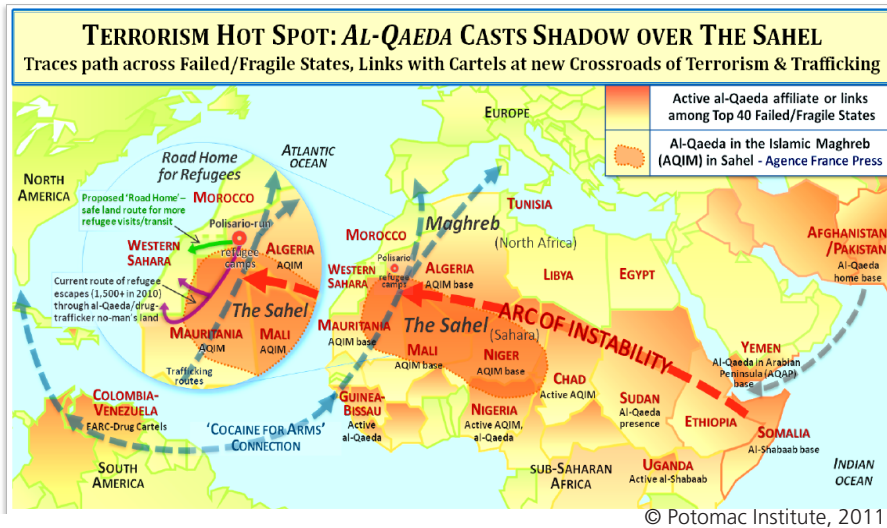 TERRORISM HOT SPOT: AL-QAEDA CASTS SHADOW OVER THE SAHEL
Traces path across Failed/Fragile States, Links with Cartels at new Crossroads of Terrorism & Trafficking
Active al-Qaeda affiliate or links
among Top 40 Failed/Fragile States
Al-Qaeda in the Islamic Maghreb
(AQIM) in Sahel - Agence France Press
EUROPE
NORTH
AMERICA
ATLANTIC
OCEAN
Road Home
for Refugees
Proposed 'Road Home'–
safe land route for more
refugee visits/transit
MOROCCO
Polisario-run
refugee
camps
WESTERN
SAHARA
ALGERIA
AQIM
Current route of refugee
escapes (1,500+ in 2010)
through al-Qaeda/drug-
trafficker no-man's land
The Sahel
MAURITANIA
AQIM
MALI
AQIM
Trafficking
routes
TUNISIA
Maghreb
(North Africa)
MOROCCO
Polisario
refugee
camps
WESTERN
SAHARA
ALGERIA
AQIM base
LIBYA
EGYPT
AFGHANISTAN
/PAKISTAN
Al-Qaeda
home base
ARC OF INSTABILITY
MAURITANIA
AQIM base
The Sahel
(Sahara)
MALI
AQIM base
NIGER
AQIM base
CHAD
Active AQIM
SUDAN
Al-Qaeda
presence
YEMEN
Al-Qaeda in Arabian
Peninsula (AQAP)
base
ETHIOPIA
SOMALIA
Al-Shabaab base
COLOMBIA-
VENEZUELA
FARC-Drug Cartels
'COCAINE FOR ARMS'
CONNECTION
GUINEA-
BISSAU
Active
al-Qaeda
NIGERIA
Active AQIM,
al-Qaeda
SOUTH
AMERICA
SUB-SAHARAN
AFRICA
UGANDA
Active al-Shabaab
INDIAN
OCEAN
© Potomac Institute, 2011